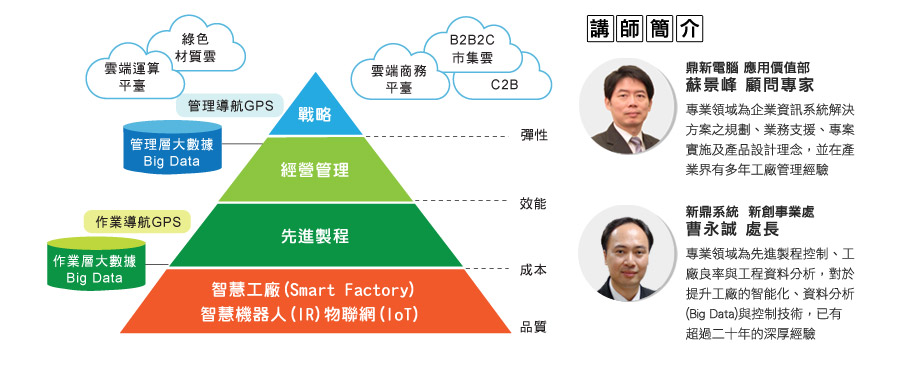 綠色
材質雲
雲端運算
平臺
B2B2C
市集雲
雲端商務
平臺
C2B
管理導航GPS
管理層大數據
Big Data
作業導航GPS
作業層大數據
Big Data
戰略
經營管理
先進製程
智慧工廠(Smart Factory)
智慧機器人(IR)物聯網(IoT)
彈性
效能
成本
品質
講師簡介
鼎新電腦 應用價值部
蘇景峰 顧問專家
專業領域為企業資訊系統解決
方案之規劃、業務支援、專案
實施及產品設計理念，並在產
業界有多年工廠管理經驗
新鼎系統 新創事業處
曹永誠 處長
專業領域為先進製程控制、工
廠良率與工程資料分析，對於
提升工廠的智能化、資料分析
(Big Data)與控制技術，已有
超過二十年的深厚經驗